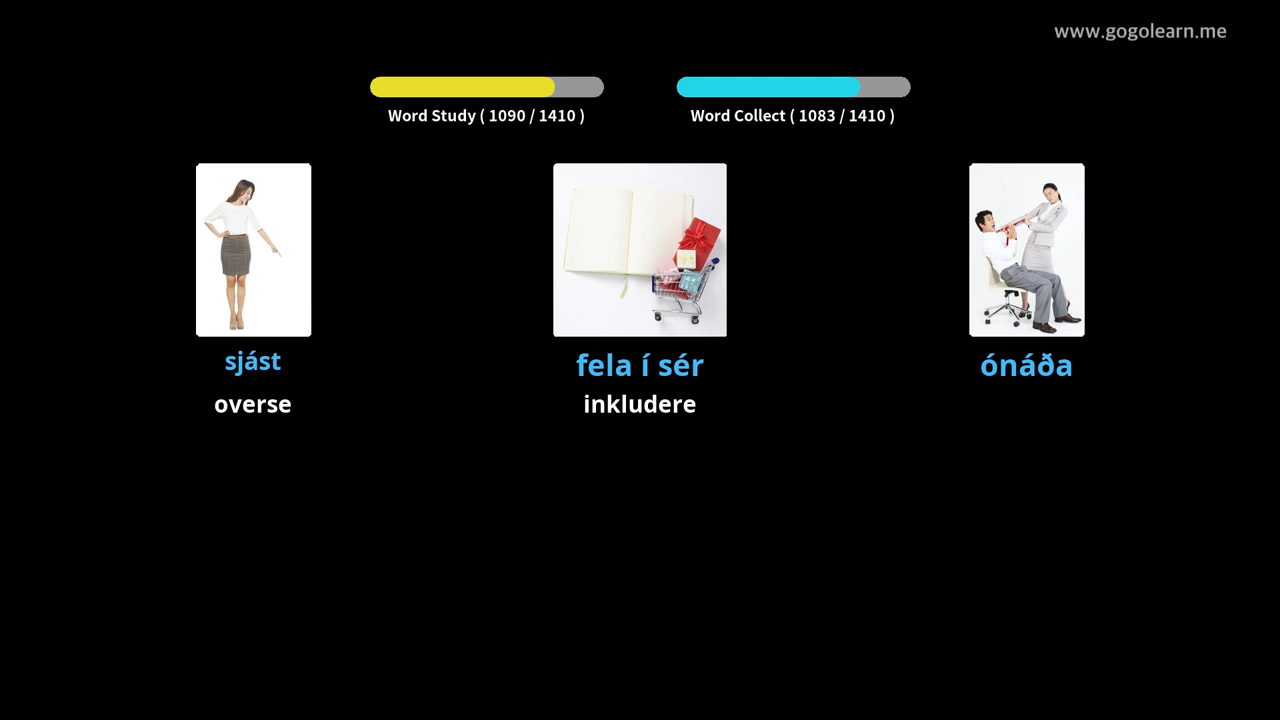 www.gogolearn.me
Word Study ( 1090 / 1410 )
Word Collect ( 1083 / 1410 )
sjást
fela í sér
ónáða
overse
inkludere